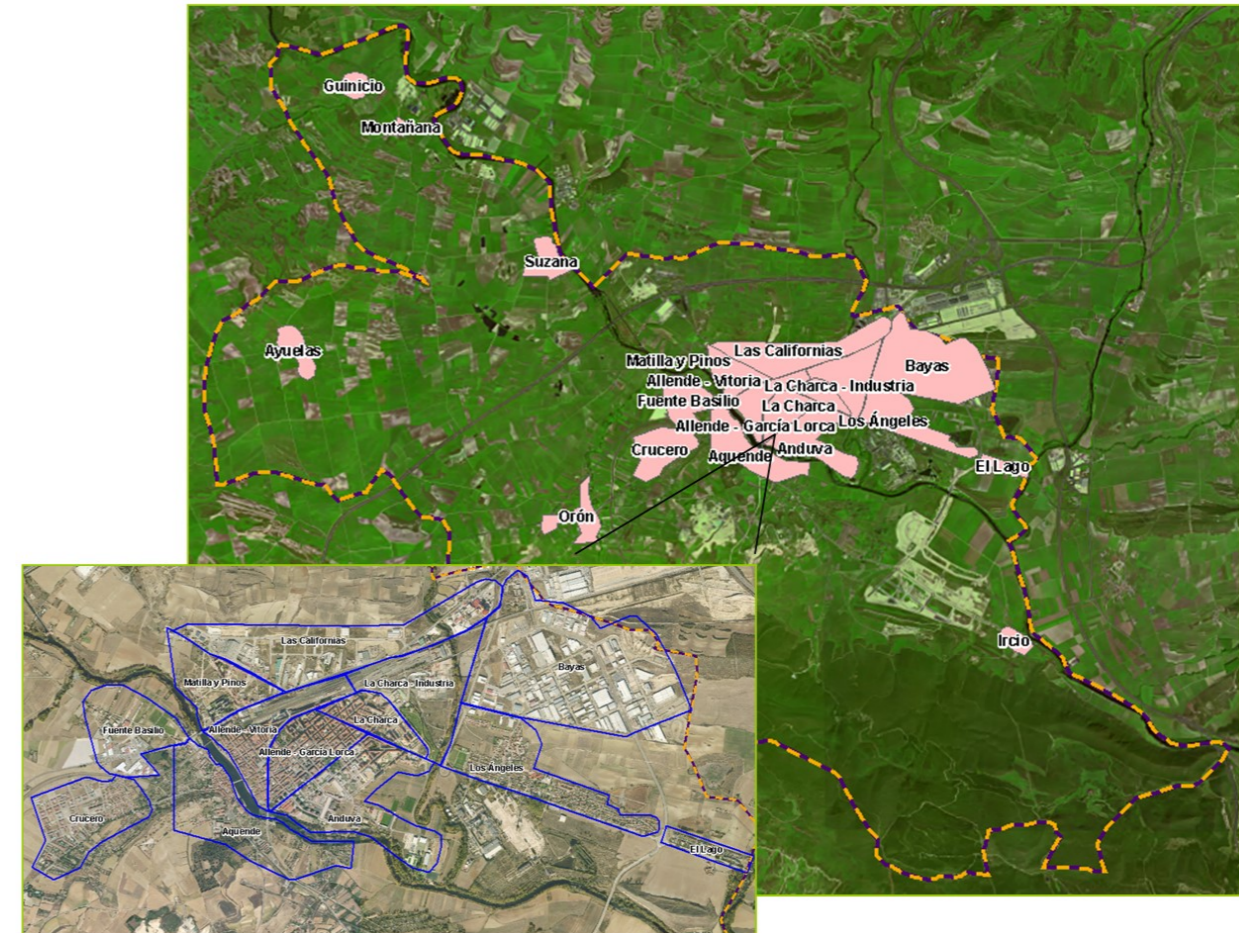 Guinicio
Montañana
Suzana
Ayuelas
Las Californias
Matilla y Pinos
Bayas
Allende - Vitoria
La Charca - Industria
Fuente Basilio
La Charca
Allende - García Lorca
Los Ángeles
Crucero
Aquende
Anduva
El Lago
Orón
Ircio
Las Californias
Bayas
Matilla y Pinos
La Charca - Industria
La Charca
Fuente Basilio
Allende - Vitoria
Allende - García Lorca
Los Ángeles
Crucero
Anduva
Aquende
El Lago